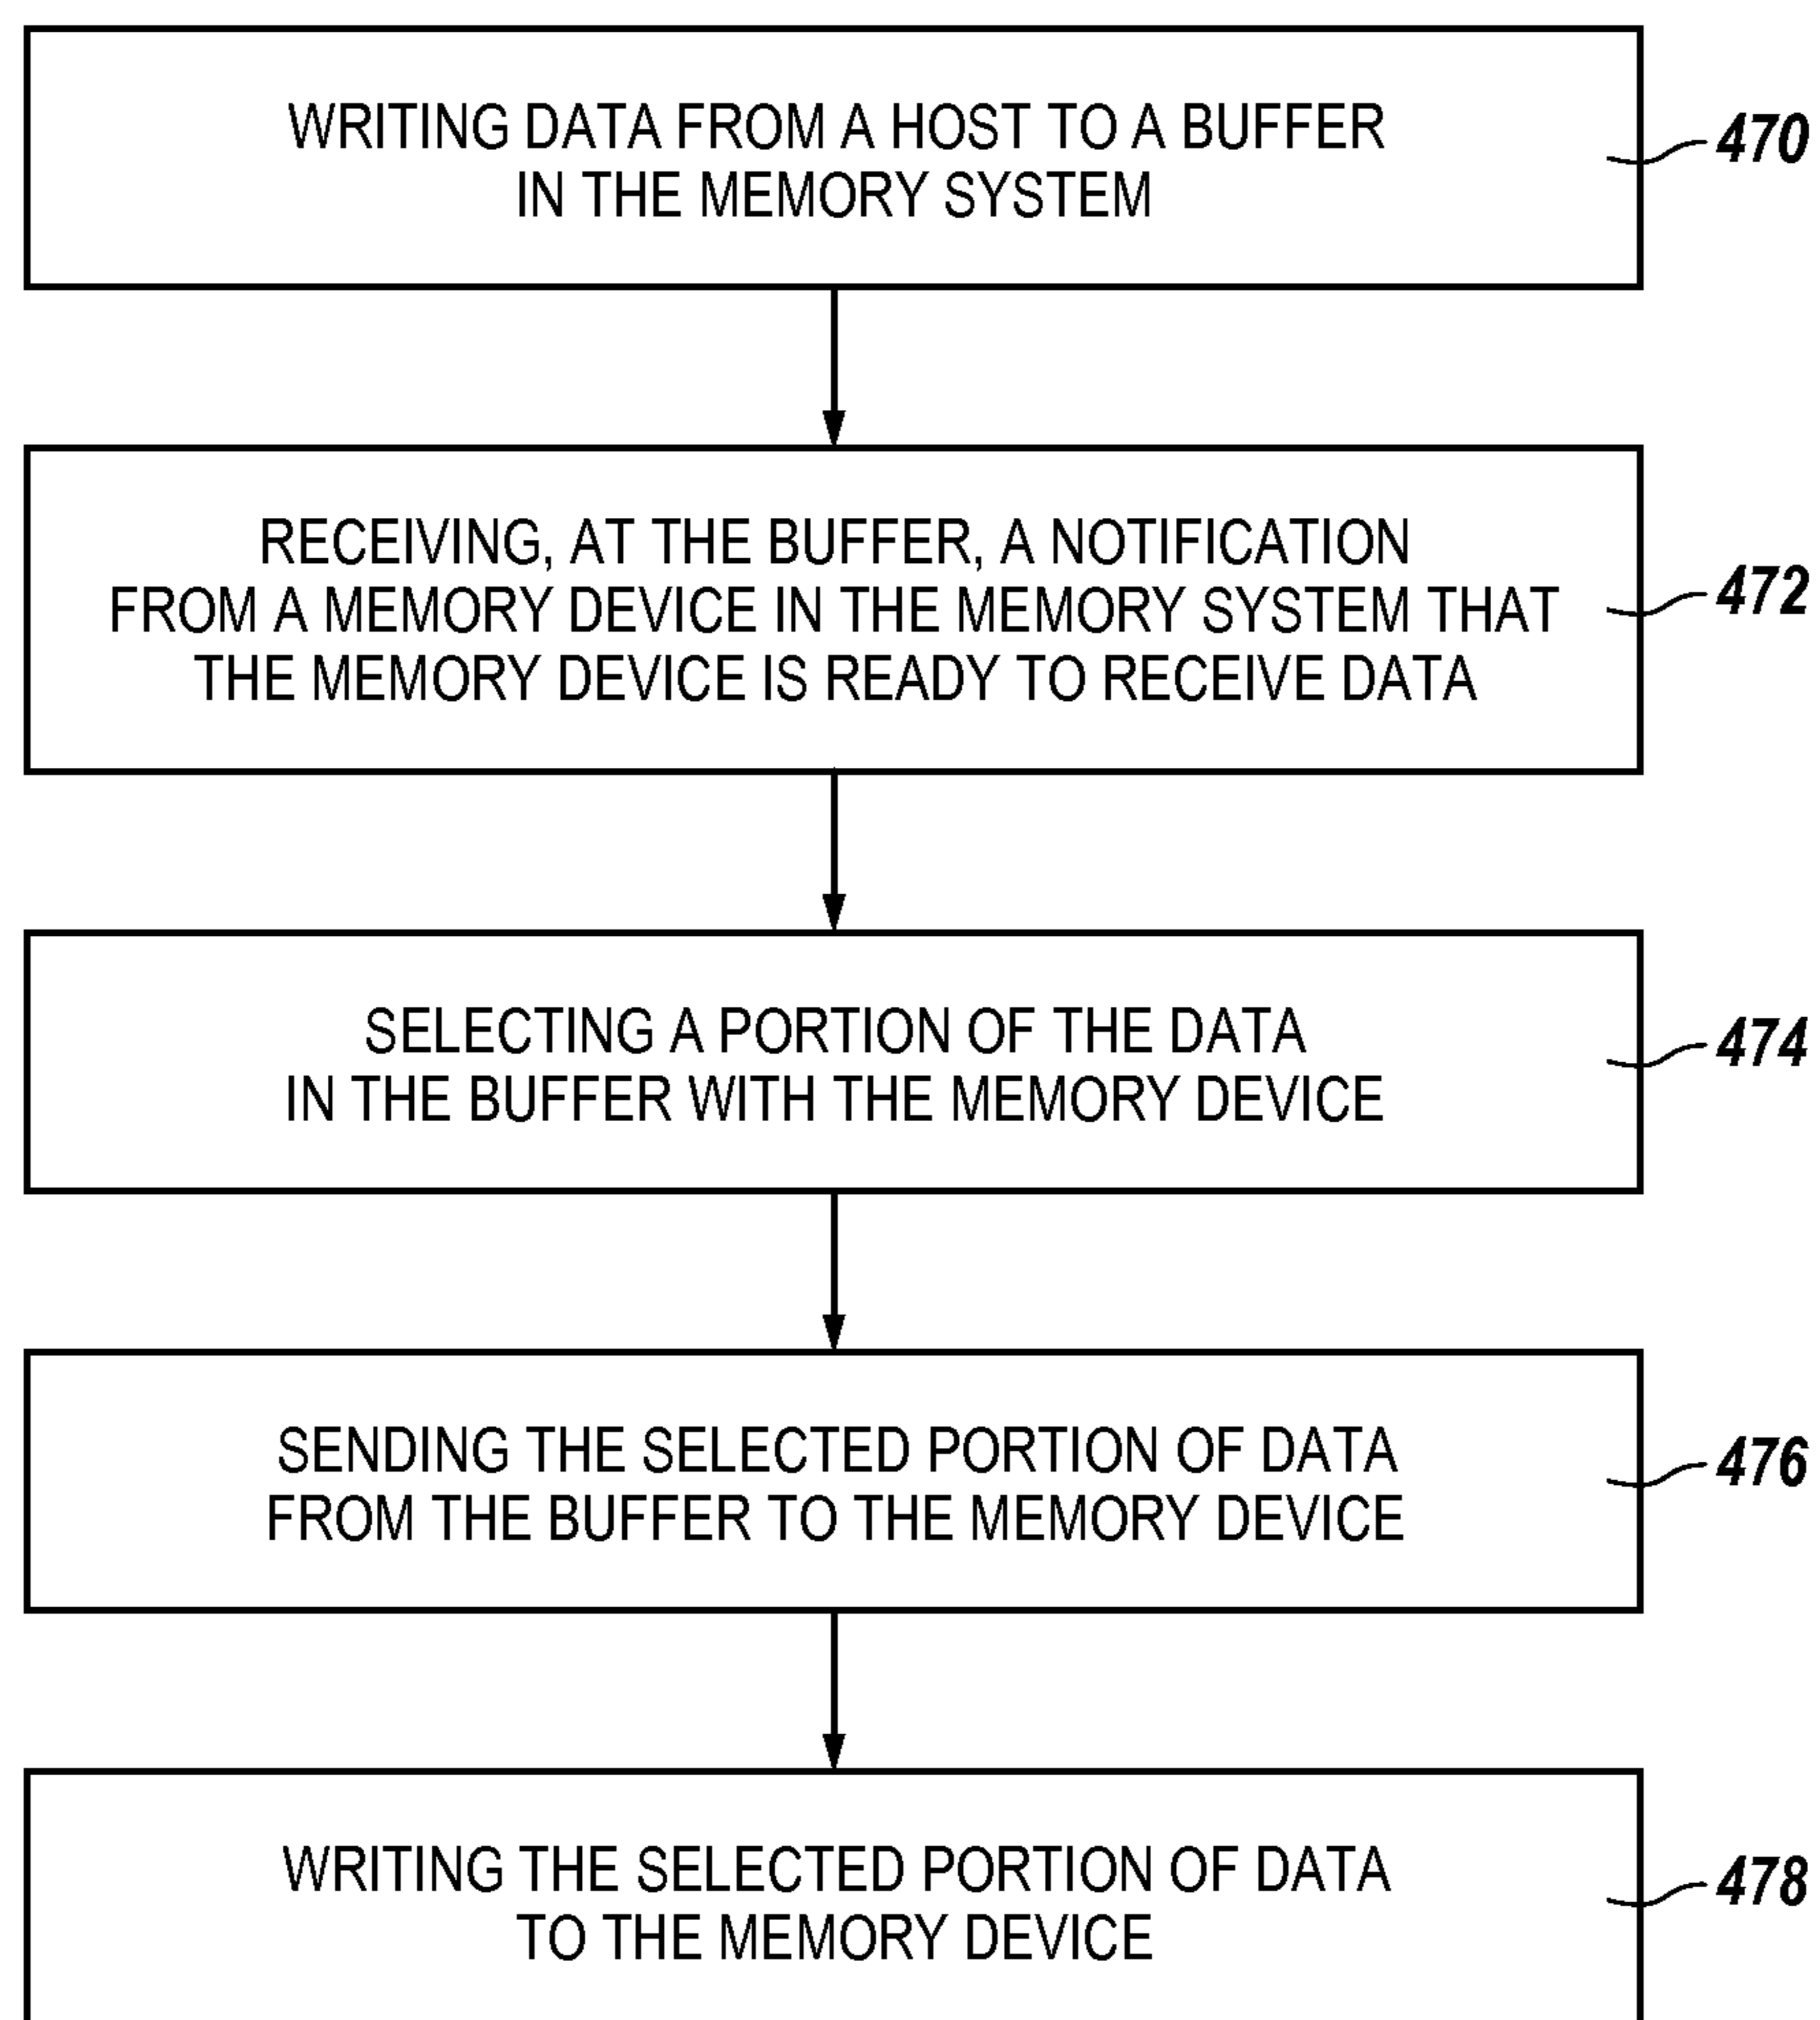 WRITING DATA FROM A HOST TO A BUFFER
IN THE MEMORY SYSTEM
470
RECEIVING, AT THE BUFFER, A NOTIFICATION
FROM A MEMORY DEVICE IN THE MEMORY SYSTEM THAT
THE MEMORY DEVICE IS READY TO RECEIVE DATA
472
SELECTING A PORTION OF THE DATA
IN THE BUFFER WITH THE MEMORY DEVICE
474
SENDING THE SELECTED PORTION OF DATA
FROM THE BUFFER TO THE MEMORY DEVICE
476
WRITING THE SELECTED PORTION OF DATA
TO THE MEMORY DEVICE
478